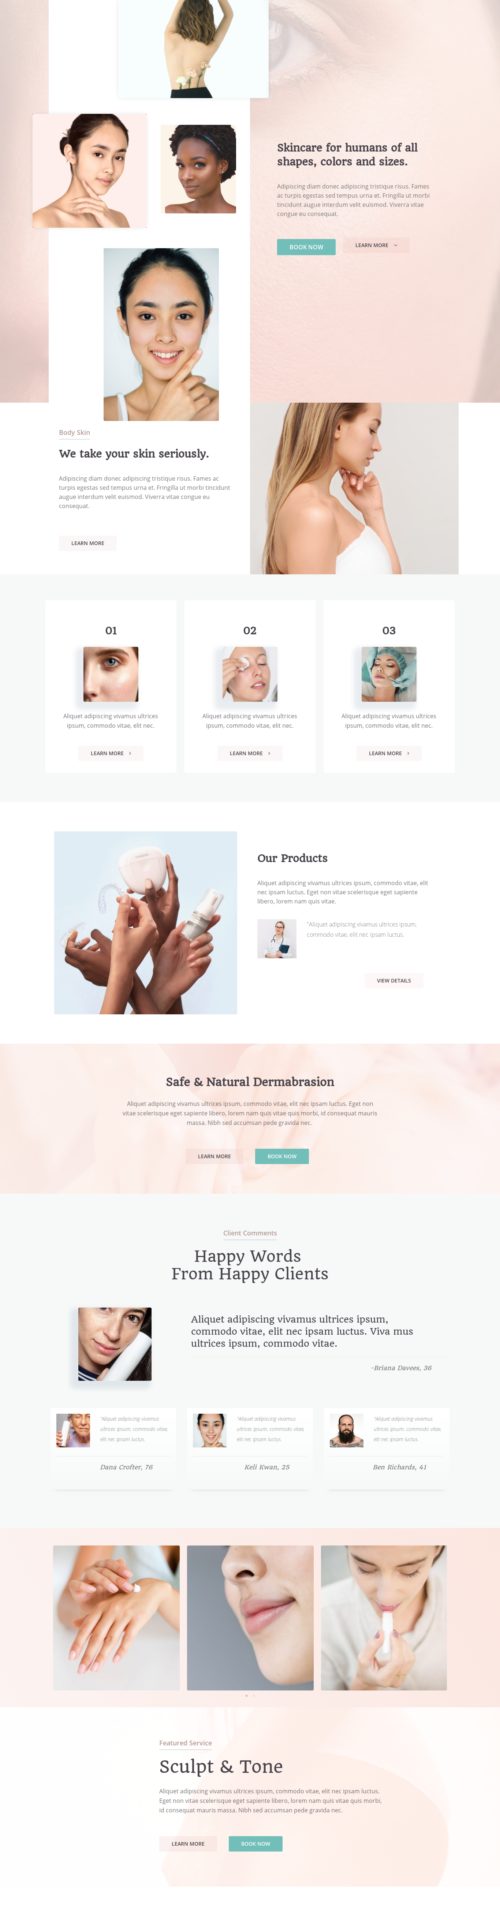 Skincare for humans of all
shapes, colors and sizes.
Adipiscing diam donec adipiscing tristique risus. Fames
ac turpis egestas sed tempus urna et. Fringilla ut morbi
tincidunt augue interdum velit euismod. Viverra vitae
congue eu consequat.
BOOK NOW
LEARN MORE
Body Skin
We take your skin seriously.
Adipiscing diam donec adipiscing tristique risus. Fames ac
turpis egestas sed tempus urna et. Fringilla ut morbi tincidunt
augue interdum velit euismod. Viverra vitae congue eu
consequat.
LEARN MORE
01
Aliquet adipiscing vivamus ultrices
ipsum, commodo vitae, elit nec.
LEARN MORE
02
Aliquet adipiscing vivamus ultrices
ipsum, commodo vitae, elit nec.
LEARN MORE
03
Aliquet adipiscing vivamus ultrices
ipsum, commodo vitae, elit nec.
LEARN MORE
Our Products
Aliquet adipiscing vivamus ultrices ipsum, commodo vitae, elit
nec ipsum luctus. Eget non vitae scelerisque eget sapiente
libero, lorem nam quis vitae.
"Aliquet adipiscing vivamus ultrices ipsum,
commodo vitae, elit nec ipsam luctus.
VIEW DETAILS
Safe & Natural Dermabrasion
Aliquet adipiscing vivamus ultrices ipsum, commodo vitae, elit nec ipsam luctus. Eget non
vitae scelerisque eget sapiente libero, lorem nam quis vitae quis morbi, id consequat mauris
massa. Nibh sed accumsan pede gravida nec.
LEARN MORE
BOOK NOW
Client Comments
Happy Words
From Happy Clients
Aliquet adipiscing vivamus ultrices ipsum,
commodo vitae, elit nec ipsam luctus. Viva mus
ultrices ipsum, commodo vitae.
-Briana Davees, 36
"Aliquet adipiscing vivamus
ultrices ipsum, commodo vitae,
elit nec ipsam luctus.
Dana Crofter, 76
"Aliquet adipiscing vivamus
ultrices ipsum, commodo vitae,
elit nec ipsam luctus.
Keli Kwan, 25
"Aliquet adipiscing vivamus
ultrices ipsum, commodo vitae,
elit nec ipsam luctus.
Ben Richards, 41
Featured Service
Sculpt & Tone
Aliquet adipiscing vivamus ultrices ipsum, commodo vitae, elit nec ipsam luctus.
Eget non vitae scelerisque eget sapiente libero, lorem nam quis vitae quis morbi,
id consequat mauris massa. Nibh sed accumsan pede gravida nec.
LEARN MORE
BOOK NOW